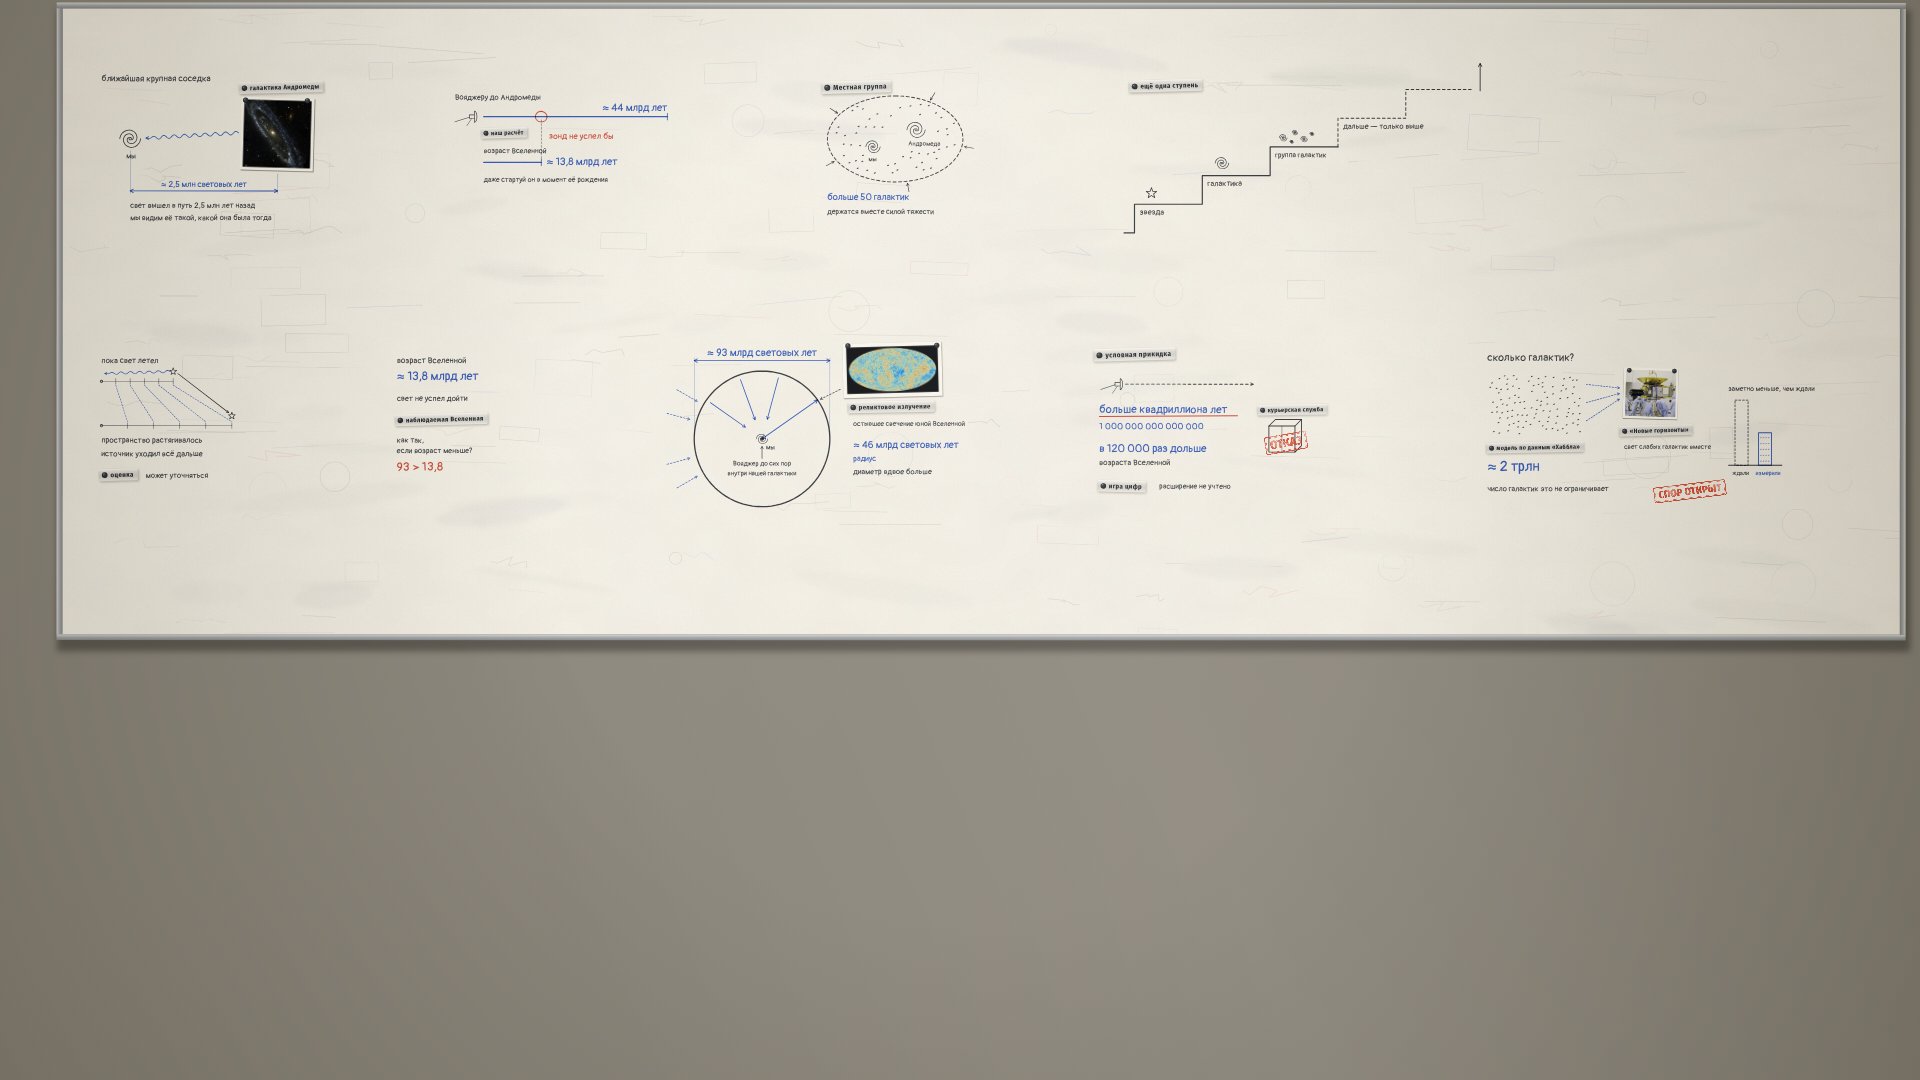 ближайшая крупная соседка
галактика Андромеды
мы
≈ 2,5 млн световых лет
свет вышел в путь 2,5 млн лет назад
мы видим её такой, какой она была тогда
Вояджеру до Андромеды
≈ 44 млрд лет
наш расчёт
зонд не успел бы
возраст Вселенной
≈ 13,8 млрд лет
даже стартуй он в момент её рождения
Местная группа
Андромеда
мы
больше 50 галактик
держатся вместе силой тяжести
ещё одна ступень
дальше — только выше
группа галактик
галактика
звезда
пока свет летел
пространство растягивалось
источник уходил всё дальше
оценка
может уточняться
возраст Вселенной
≈ 13,8 млрд лет
свет не успел дойти
наблюдаемая Вселенная
как так,
если возраст меньше?
93 > 13,8
≈ 93 млрд световых лет
мы
Вояджер до сих пор
внутри нашей галактики
реликтовое излучение
остывшее свечение юной Вселенной
≈ 46 млрд световых лет
радиус
диаметр вдвое больше
условная прикидка
больше квадриллиона лет
1 000 000 000 000 000
в 120 000 раз дольше
возраста Вселенной
игра цифр
расширение не учтено
курьерская служба
ОТКАЗ
сколько галактик?
модель по данным «Хаббла»
≈ 2 трлн
число галактик это не ограничивает
«Новые горизонты»
свет слабых галактик вместе
заметно меньше, чем ждали
ждали
измерили
СПОР ОТКРЫТ